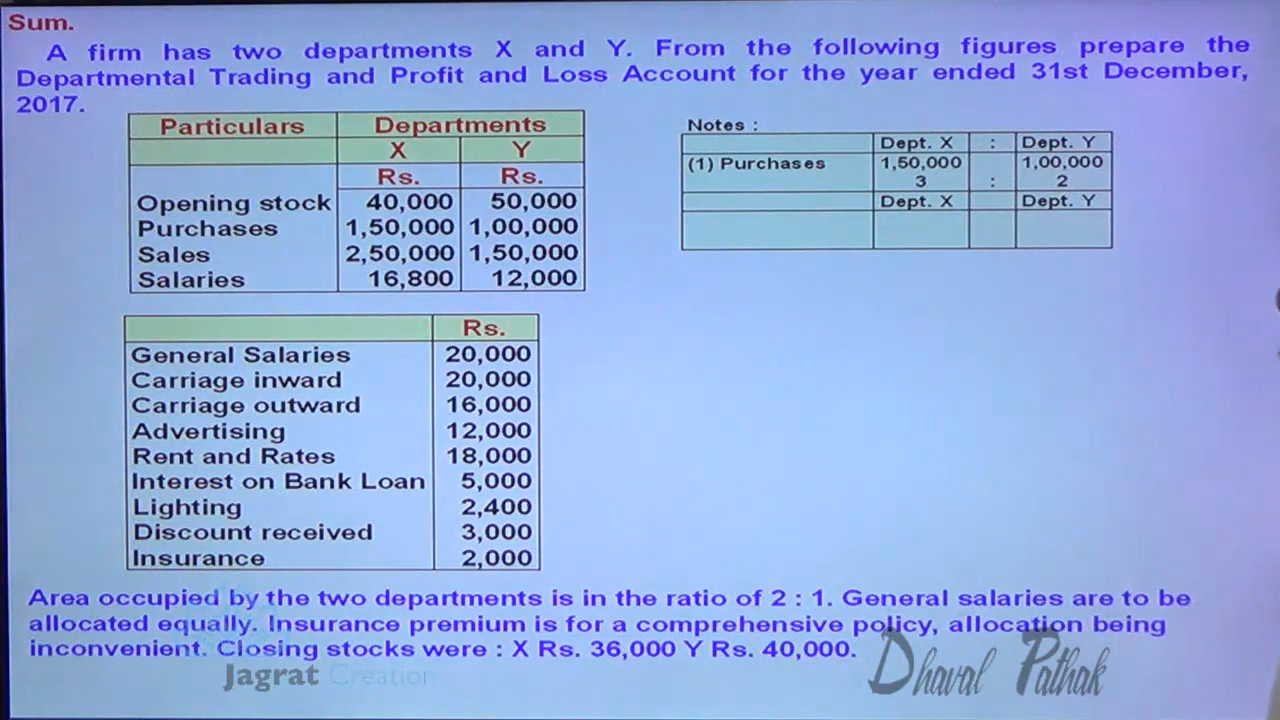 Sum.
A firm has two departments X and Y. From the following figures prepare the
Departmental Trading and Profit and Loss Account for the year ended 31st December,
2017.
Particulars Departments
X Y
Rs. Rs.
Opening stock 40,000 50,000
Purchases 1,50,000 1,00,000
Sales 2,50,000 1,50,000
Salaries 16,800 12,000
Notes :
Dept. X : Dept. Y
(1) Purchases 1,50,000 1,00,000
3 : 2
Dept. X Dept. Y
Rs.
General Salaries 20,000
Carriage inward 20,000
Carriage outward 16,000
Advertising 12,000
Rent and Rates 18,000
Interest on Bank Loan 5,000
Lighting 2,400
Discount received 3,000
Insurance 2,000
Area occupied by the two departments is in the ratio of 2 : 1. General salaries are to be
allocated equally. Insurance premium is for a comprehensive policy, allocation being
inconvenient. Closing stocks were : X Rs. 36,000 Y Rs. 40,000.
Jagrat Creation
Dhaval Pathak